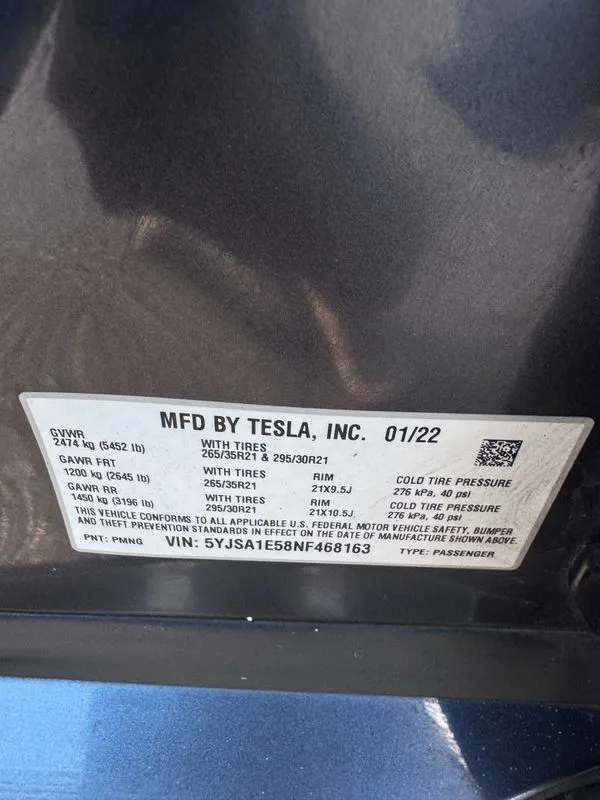 MFD BY TESLA, INC. 01/22
GVWR
2474 kg (5452 lb)
WITH TIRES
265/35R21 & 295/30R21
GAWR FRT
1200 kg (2645 lb)
WITH TIRES
265/35R21
RIM
21X9.5J
COLD TIRE PRESSURE
276 kPa, 40 psi
GAWR RR
1450 kg (3196 lb)
WITH TIRES
295/30R21
RIM
21X10.5J
COLD TIRE PRESSURE
276 kPa, 40 psi
THIS VEHICLE CONFORMS TO ALL APPLICABLE U.S. FEDERAL MOTOR VEHICLE SAFETY, BUMPER
AND THEFT PREVENTION STANDARDS IN EFFECT ON THE DATE OF MANUFACTURE SHOWN ABOVE.
PNT: PMNG VIN: 5YJSA1E58NF468163 TYPE: PASSENGER